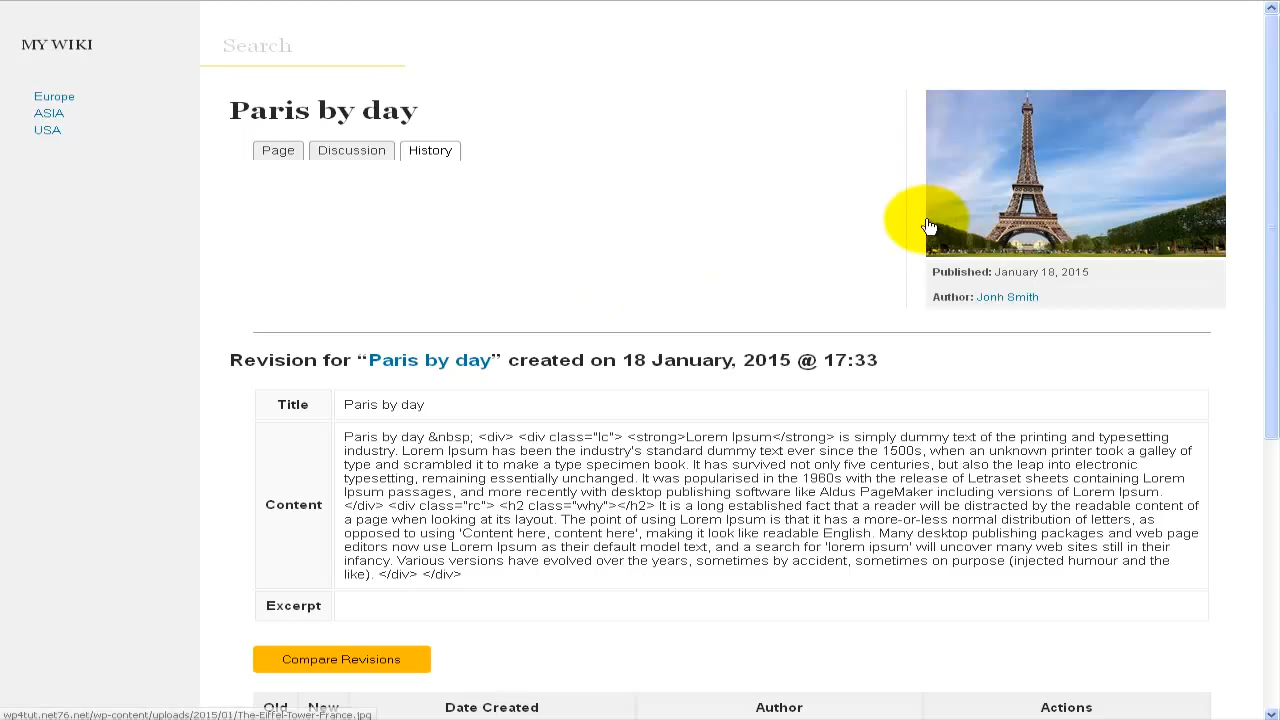 MY WIKI
Search
Europe
ASIA
USA
Paris by day
Page
Discussion
History
Published: January 18, 2015
Author: Jonh Smith
Revision for “Paris by day” created on 18 January, 2015 @ 17:33
Title
Paris by day
Content
Paris by day &nbsp; <div> <div class="lc"> <strong>Lorem Ipsum</strong> is simply dummy text of the printing and typesetting
industry. Lorem Ipsum has been the industry's standard dummy text ever since the 1500s, when an unknown printer took a galley of
type and scrambled it to make a type specimen book. It has survived not only five centuries, but also the leap into electronic
typesetting, remaining essentially unchanged. It was popularised in the 1960s with the release of Letraset sheets containing Lorem
Ipsum passages, and more recently with desktop publishing software like Aldus PageMaker including versions of Lorem Ipsum.
</div> <div class="rc"> <h2 class="why"></h2> It is a long established fact that a reader will be distracted by the readable content of
a page when looking at its layout. The point of using Lorem Ipsum is that it has a more-or-less normal distribution of letters, as
opposed to using 'Content here, content here', making it look like readable English. Many desktop publishing packages and web page
editors now use Lorem Ipsum as their default model text, and a search for 'lorem ipsum' will uncover many web sites still in their
infancy. Various versions have evolved over the years, sometimes by accident, sometimes on purpose (injected humour and the
like). </div> </div>
Excerpt
Compare Revisions
Old New Date Created Author Actions
wp4tut.net76.net/wp-content/uploads/2015/01/The-Eiffel-Tower-France.jpg